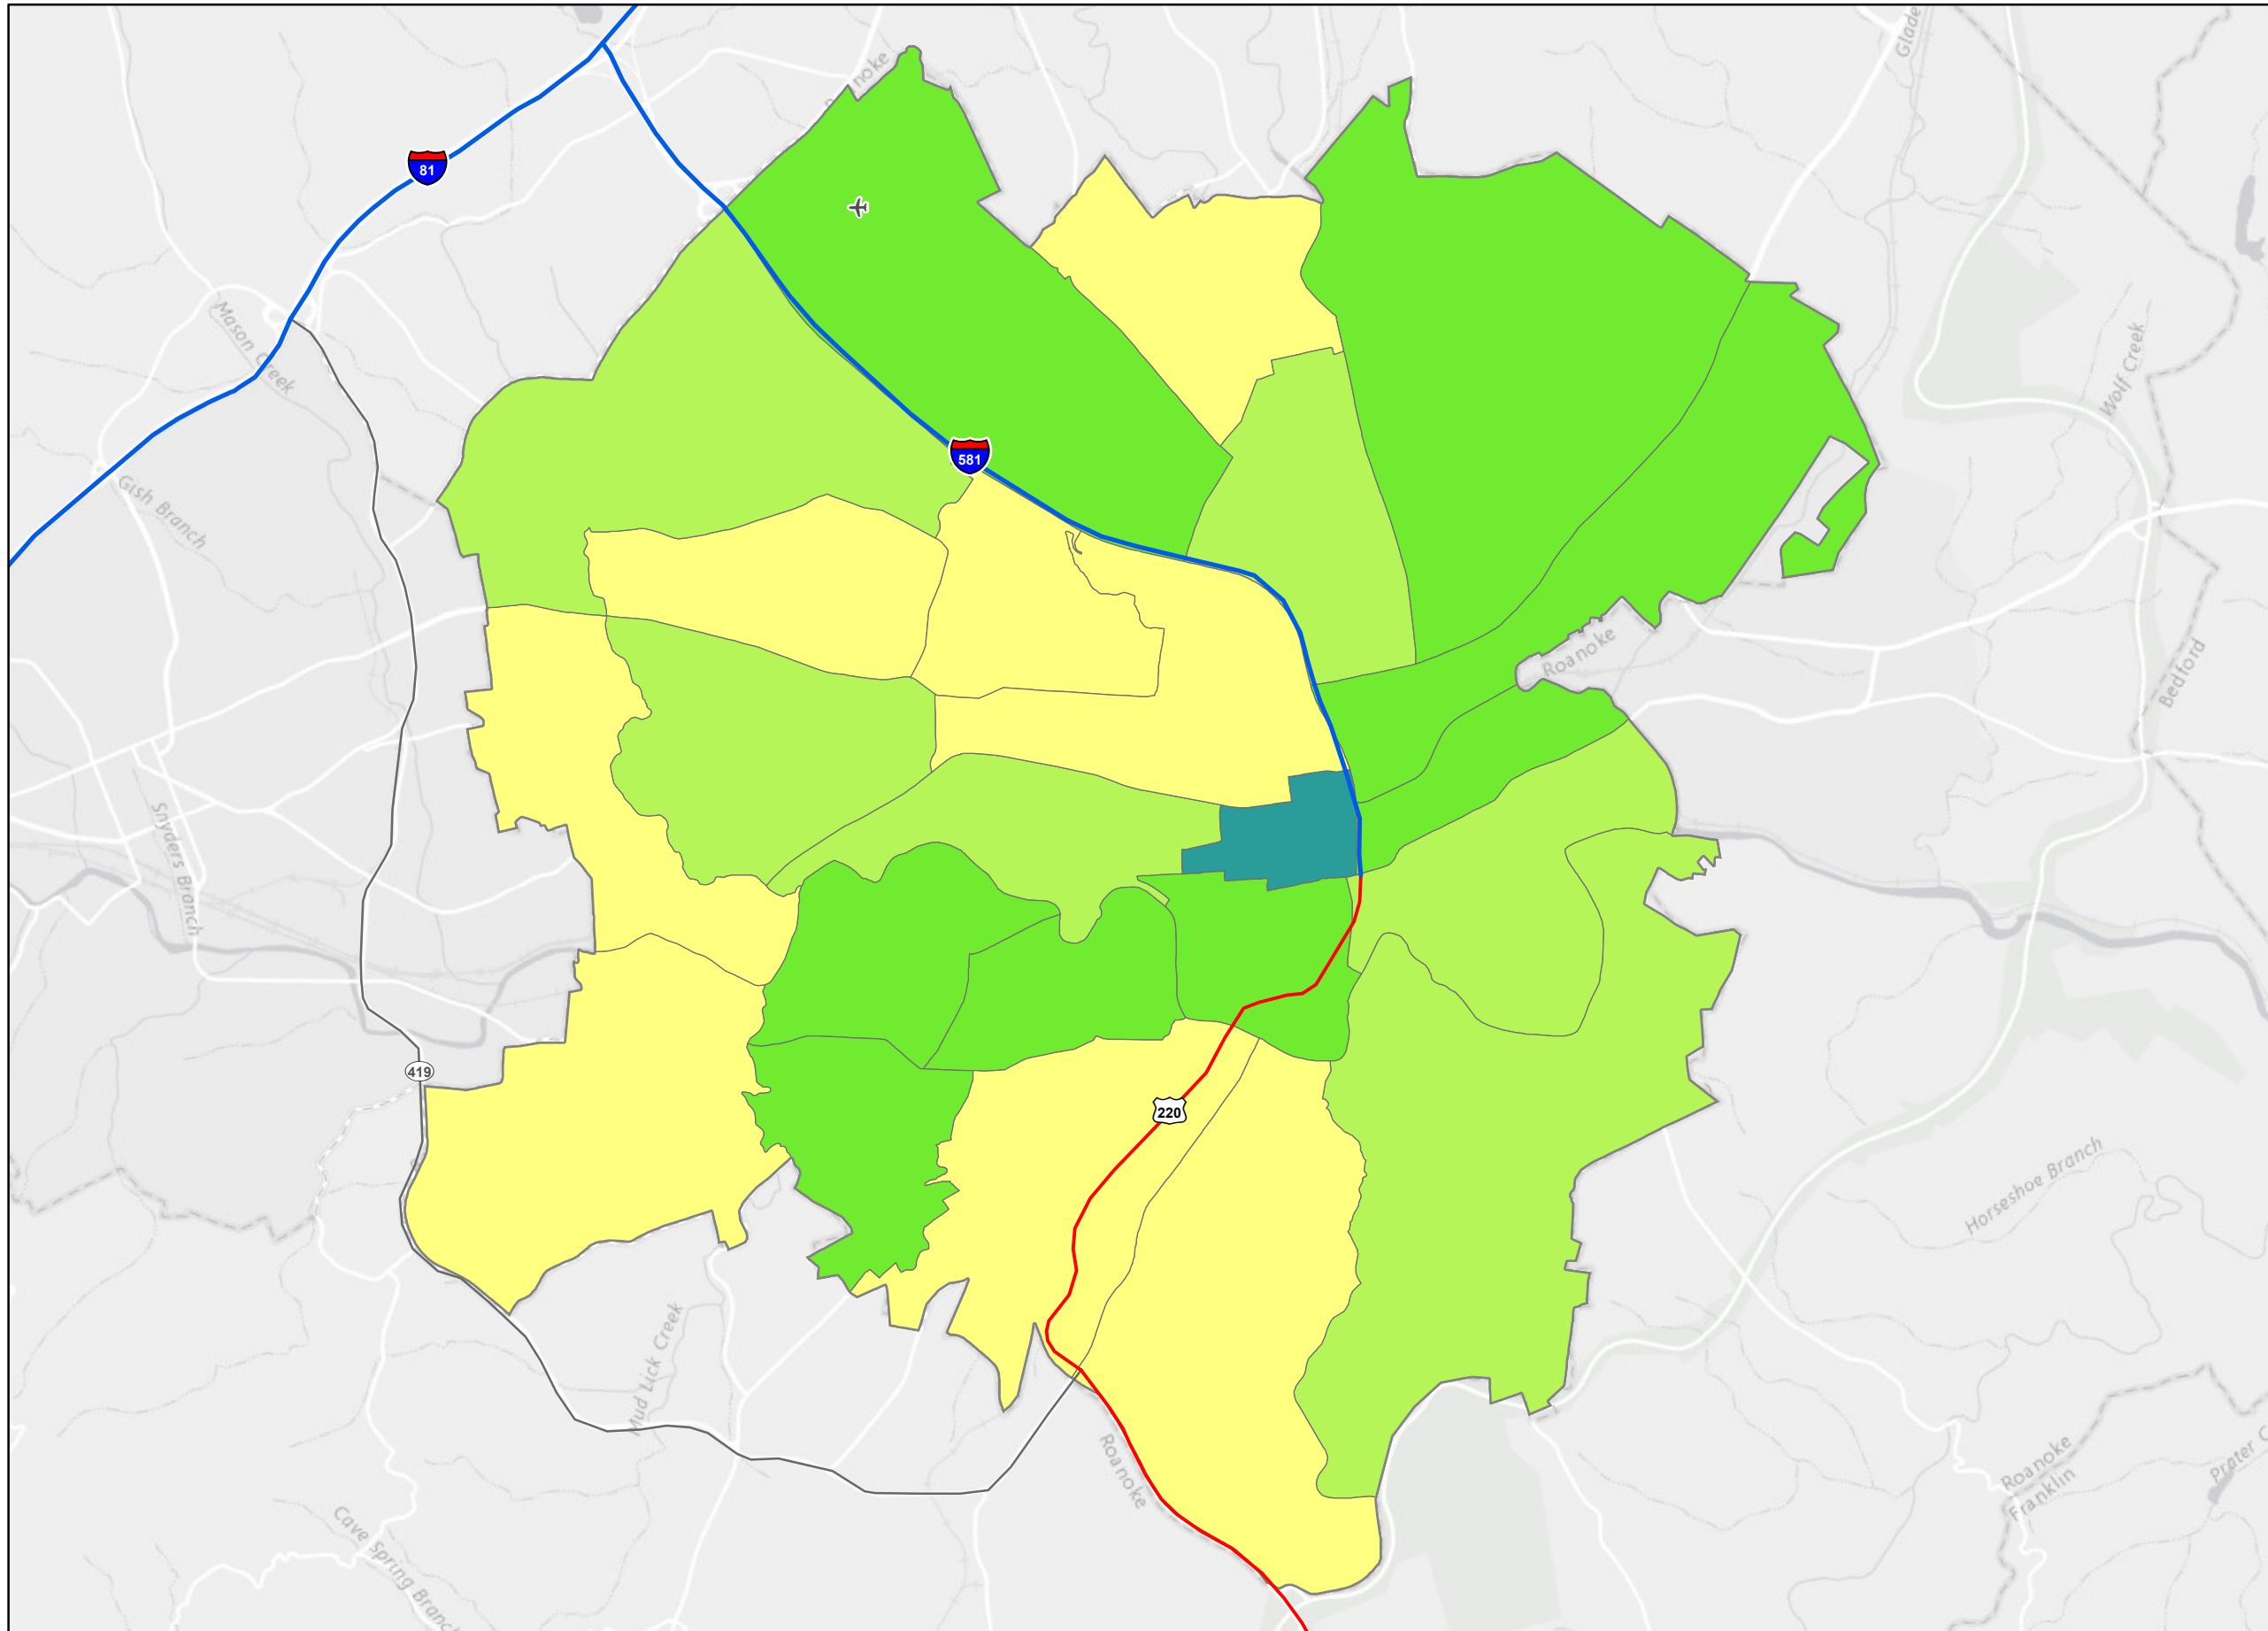 Glade
noke
81
Mason Creek
Wolf Creek
581
Gish Branch
Roanoke
Bedford
Snyders Branch
419
220
Horseshoe Branch
Mud Lick Creek
Roanoke
Roanoke
Franklin
Prater C
Cave Spring Branch